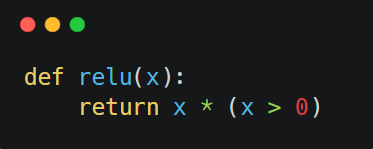 def relu(x):
    return x * (x > 0)